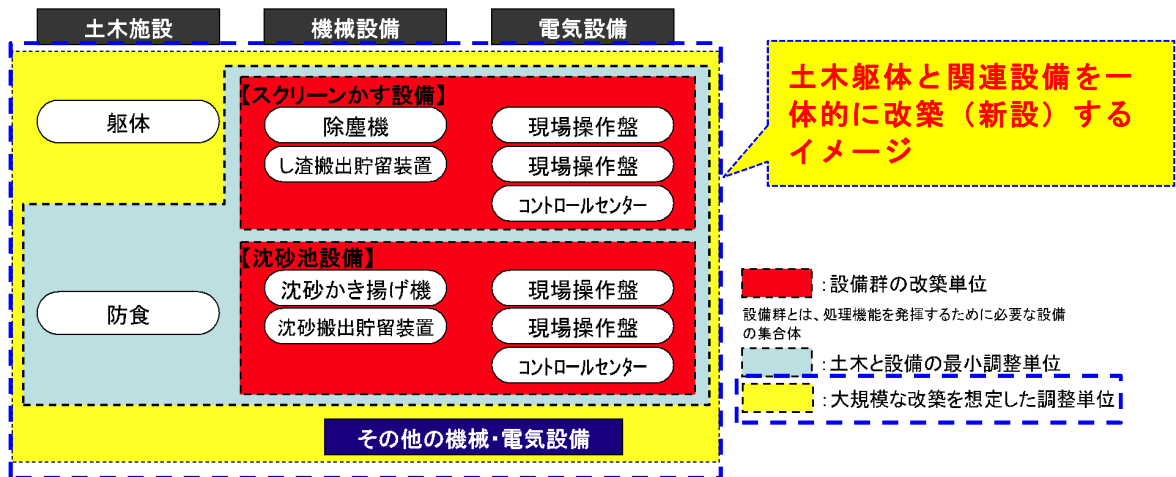 土木施設
機械設備
電気設備
土木躯体と関連設備を一
体的に改築（新設）する
イメージ
【スクリーンかす設備】
躯体
除塵機
現場操作盤
し渣搬出貯留装置
現場操作盤
コントロールセンター
【沈砂池設備】
防食
沈砂かき揚げ機
現場操作盤
沈砂搬出貯留装置
現場操作盤
コントロールセンター
その他の機械・電気設備
：設備群の改築単位
設備群とは、処理機能を発揮するために必要な設備
の集合体
：土木と設備の最小調整単位
：大規模な改築を想定した調整単位